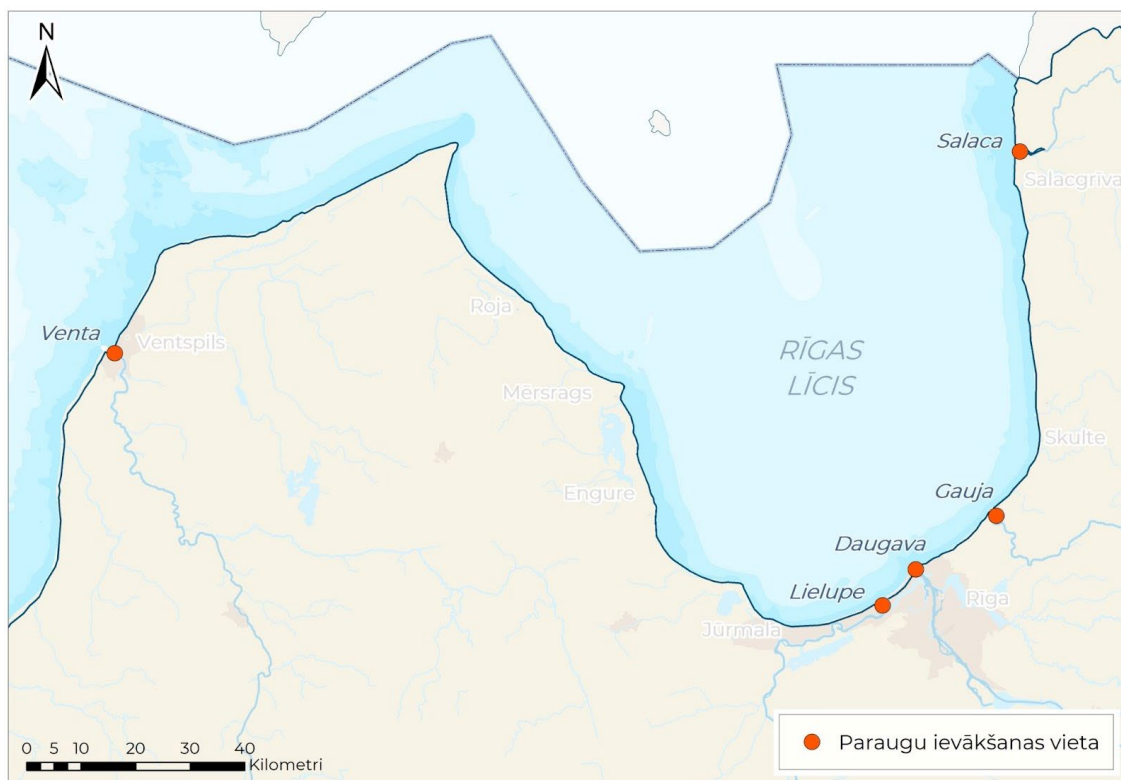 N
Salaca
Salacgrīva
Venta
Ventspils
Roja
RĪGAS
LĪCIS
Mērsrags
Skulte
Engure
Gauja
Daugava
Lielupe
Rīga
Jūrmala
0 5 10 20 30 40
Kilometri
Paraugu ievākšanas vieta